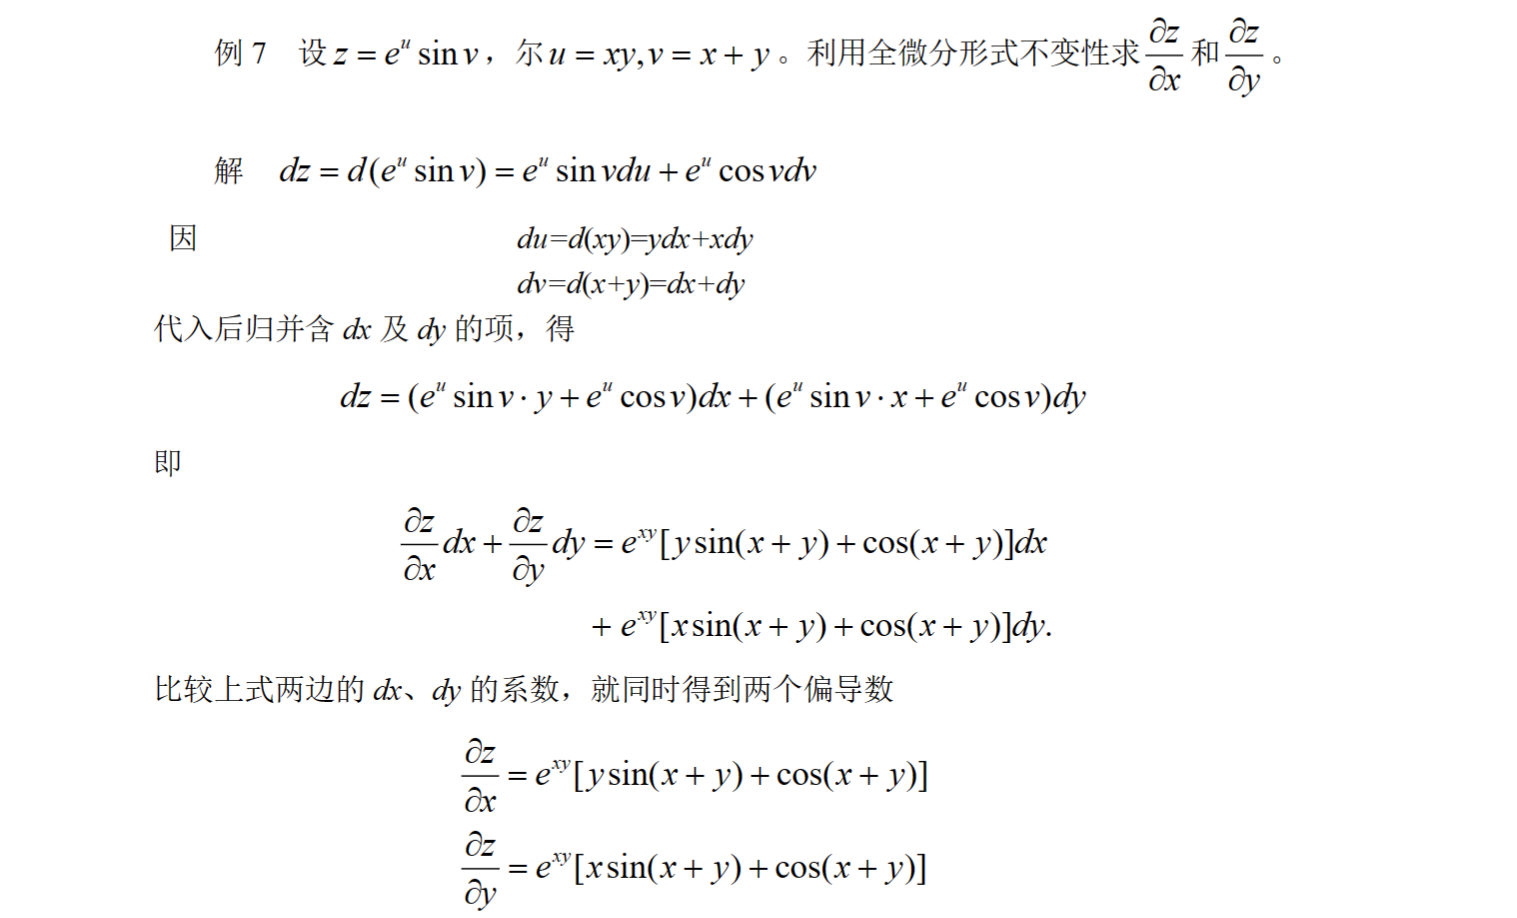 例 7 设 $z = e^u \sin v$，尔 $u = xy, v = x + y$。利用全微分形式不变性求 $\frac{\partial z}{\partial x}$ 和 $\frac{\partial z}{\partial y}$。
解 $dz = d(e^u \sin v) = e^u \sin v du + e^u \cos v dv$
因 $du=d(xy)=ydx+xdy$
$dv=d(x+y)=dx+dy$
代入后归并含 $dx$ 及 $dy$ 的项，得
$dz = (e^u \sin v \cdot y + e^u \cos v)dx + (e^u \sin v \cdot x + e^u \cos v)dy$
即
$\frac{\partial z}{\partial x}dx + \frac{\partial z}{\partial y}dy = e^{xy}[y\sin(x + y) + \cos(x + y)]dx$
$+ e^{xy}[x\sin(x + y) + \cos(x + y)]dy.$
比较上式两边的 $dx$、$dy$ 的系数，就同时得到两个偏导数
$\frac{\partial z}{\partial x} = e^{xy}[y\sin(x + y) + \cos(x + y)]$
$\frac{\partial z}{\partial y} = e^{xy}[x\sin(x + y) + \cos(x + y)]$